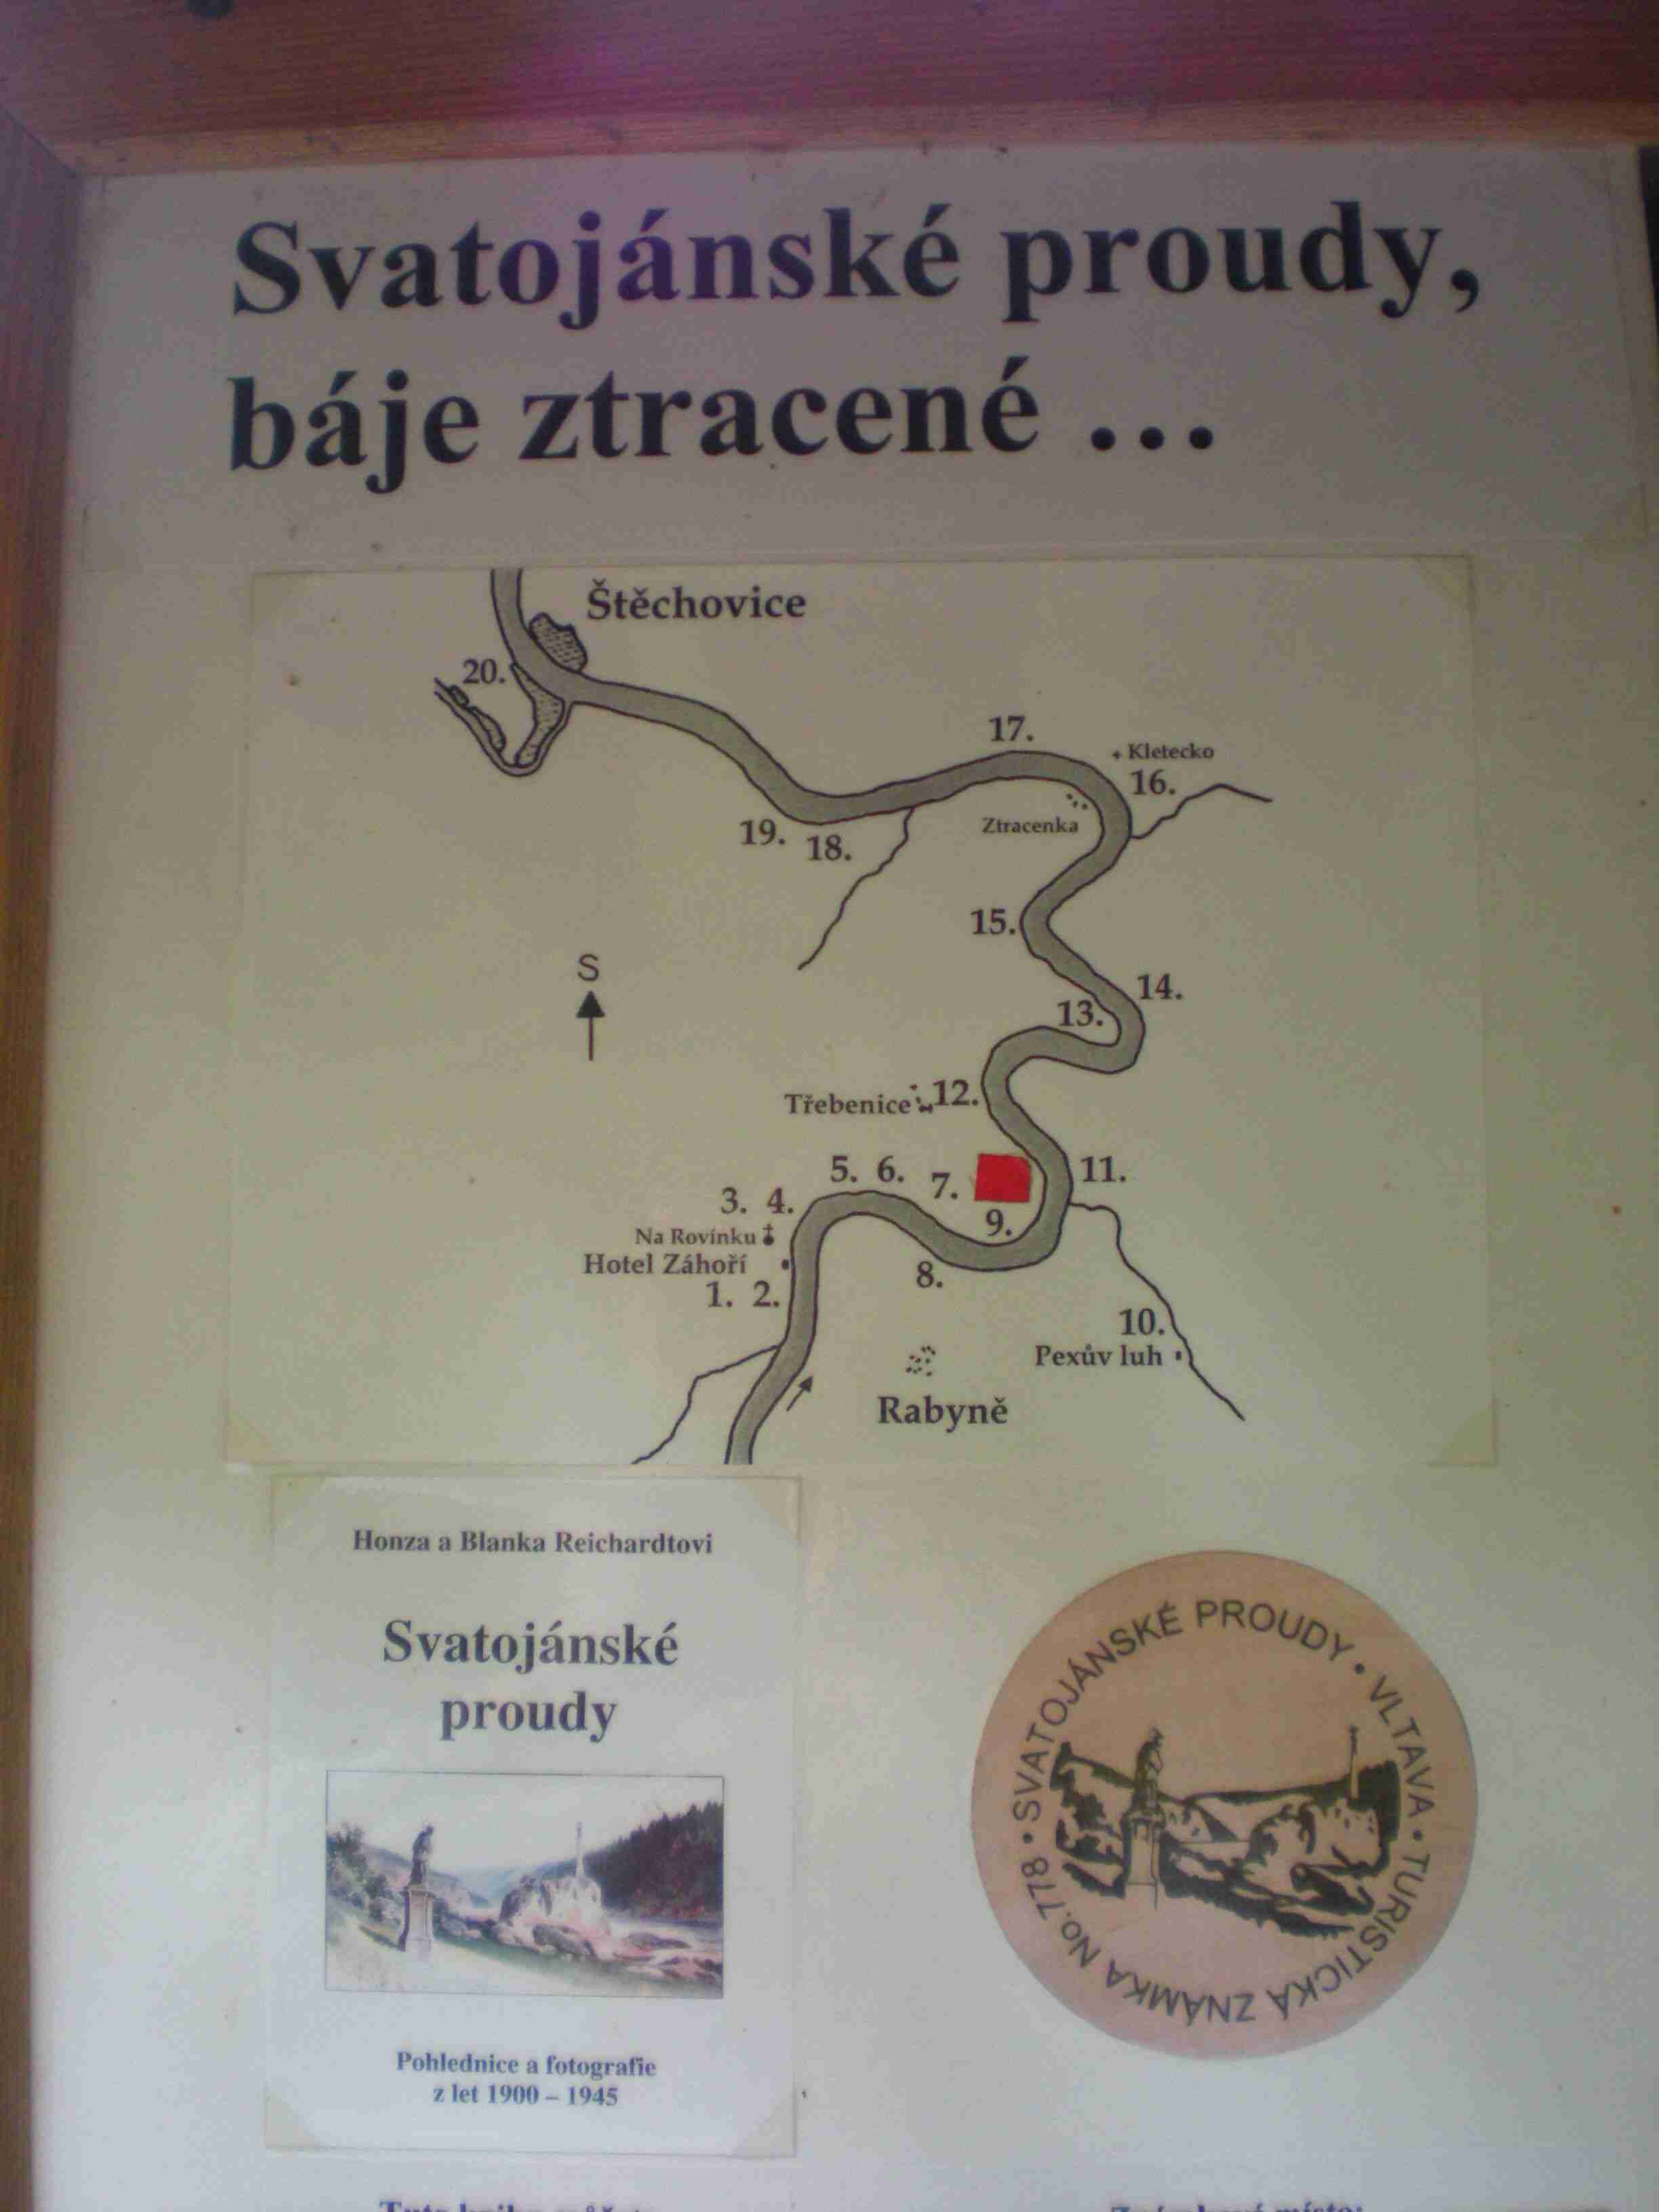 Svatojánské proudy,
báje ztracené ...
Štěchovice
20.
17.
+ Kletecko
16.
Ztracenka
19. 18.
15.
S
14.
13.
Třebenice 12.
5. 6. 7.
11.
3. 4.
9.
Na Rovínku
Hotel Záhoří
8.
1. 2.
10.
Pexův luh
Rabyně
Honza a Blanka Reichardtovi
Svatojánské
proudy
Pohlednice a fotografie
z let 1900 – 1945
SVATOJÁNSKÉ PROUDY • VLTAVA • TURISTICKÁ ZNÁMKA No.778 •